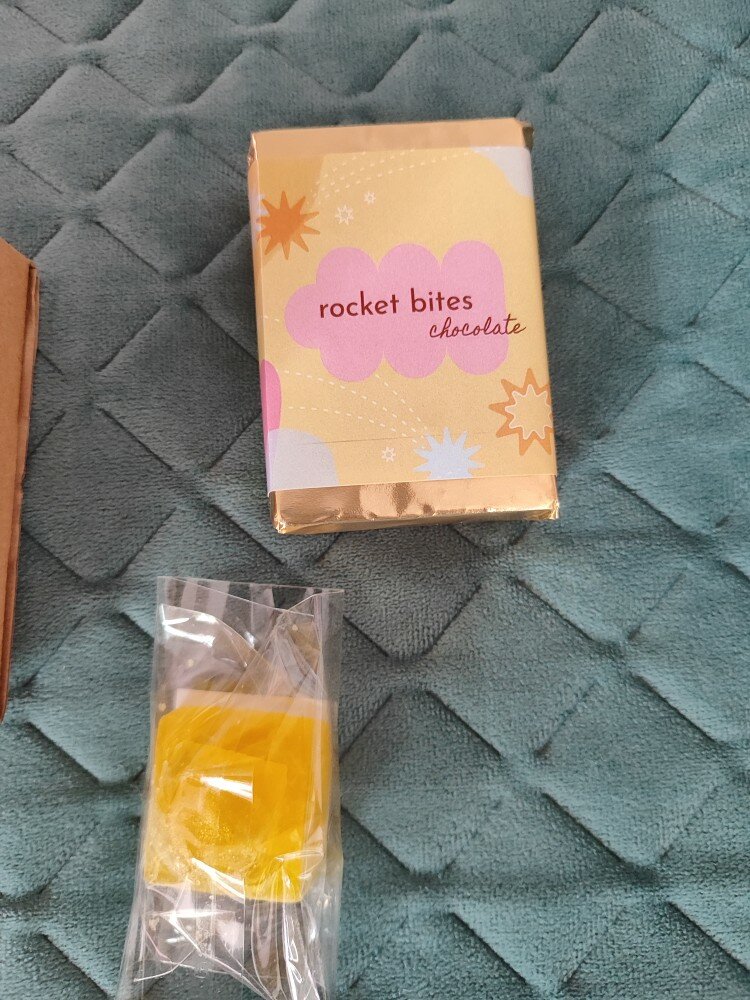 rocket bites
chocolate